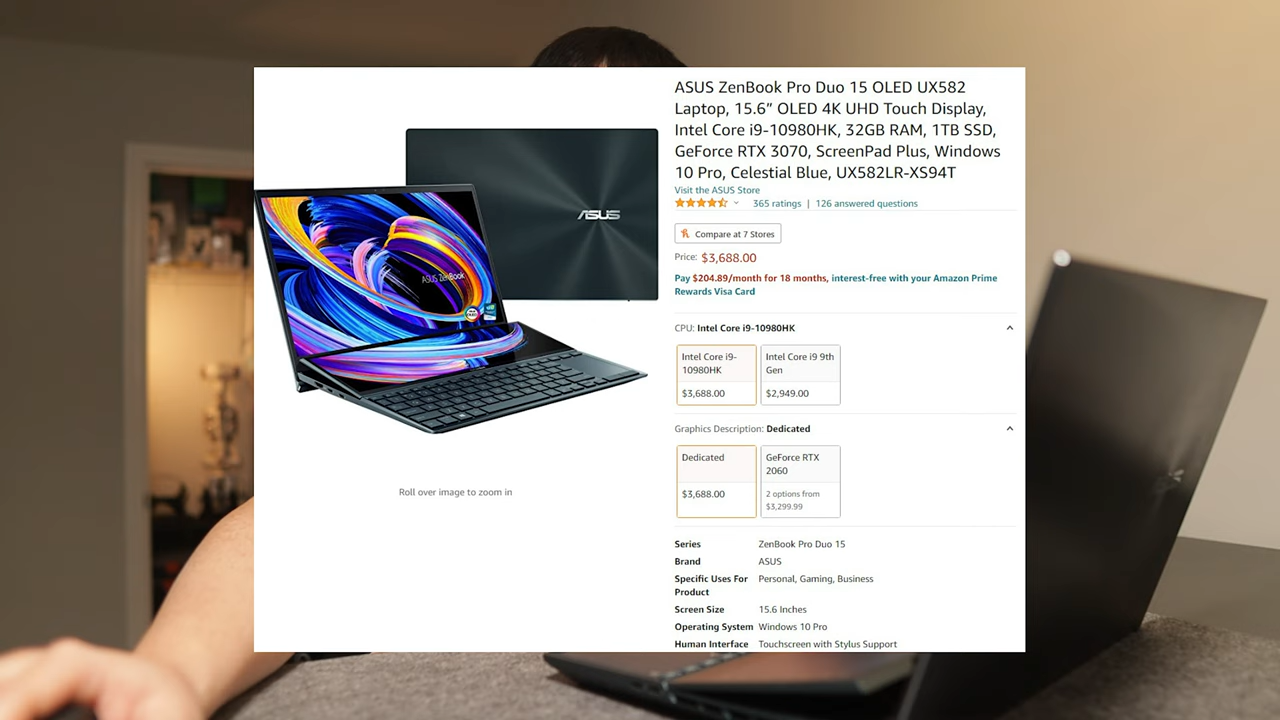 ASUS ZenBook Pro Duo 15 OLED UX582
Laptop, 15.6” OLED 4K UHD Touch Display,
Intel Core i9-10980HK, 32GB RAM, 1TB SSD,
GeForce RTX 3070, ScreenPad Plus, Windows
10 Pro, Celestial Blue, UX582LR-XS94T
Visit the ASUS Store
365 ratings | 126 answered questions
Compare at 7 Stores
Price: $3,688.00
Pay $204.89/month for 18 months, interest-free with your Amazon Prime
Rewards Visa Card
CPU: Intel Core i9-10980HK
Intel Core i9-
10980HK
$3,688.00
Intel Core i9 9th
Gen
$2,949.00
Graphics Description: Dedicated
Dedicated
$3,688.00
GeForce RTX
2060
2 options from
$3,299.99
Series ZenBook Pro Duo 15
Brand ASUS
Specific Uses For Personal, Gaming, Business
Product
Screen Size 15.6 Inches
Operating System Windows 10 Pro
Human Interface Touchscreen with Stylus Support
ASUS
ASUS ZenBook
Roll over image to zoom in